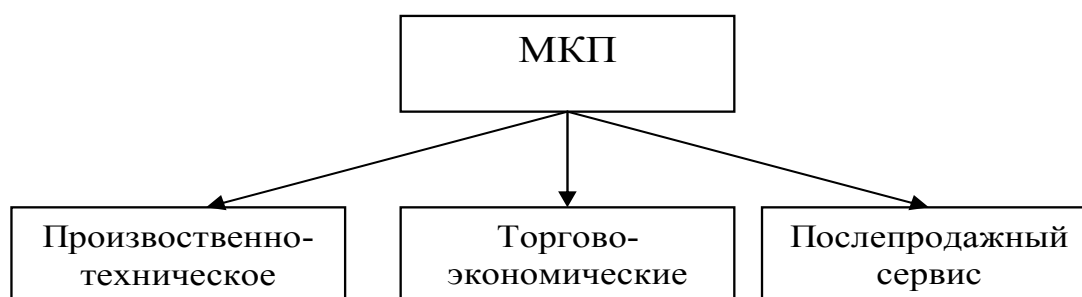 МКП
Произвоственно-
техническое
Торгово-
экономические
Послепродажный
сервис